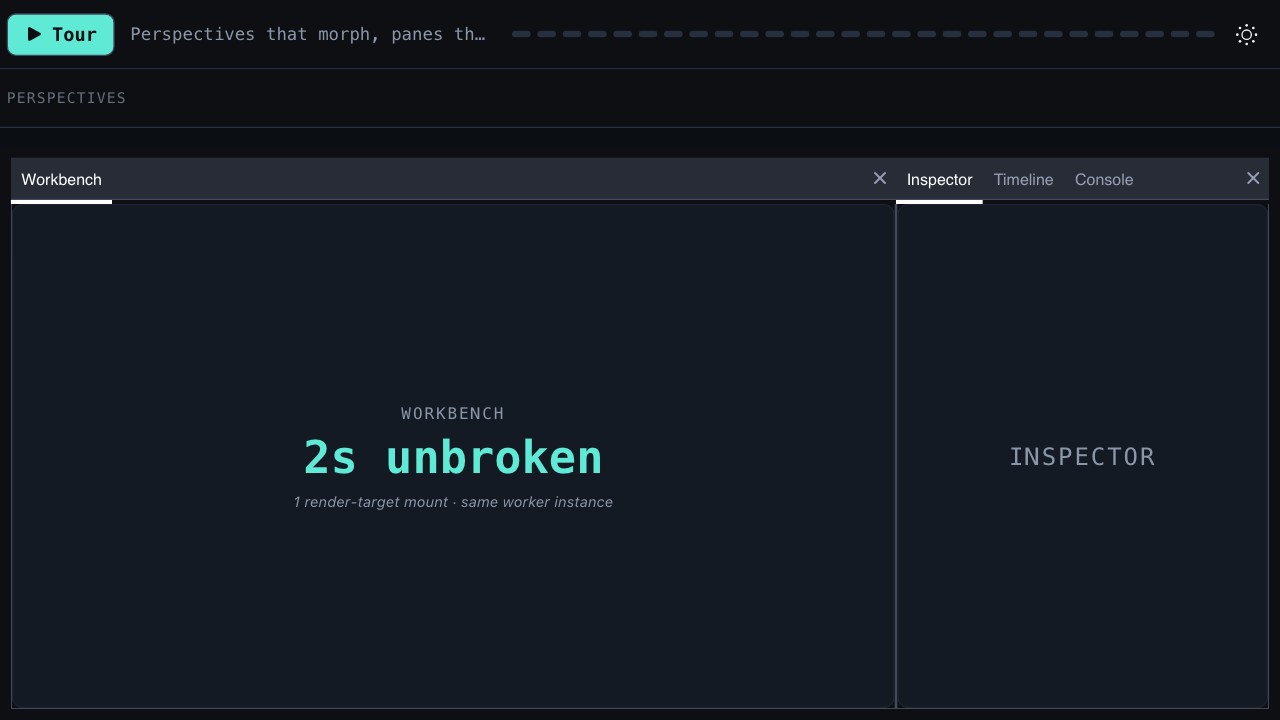 Tour
Perspectives that morph, panes th…
PERSPECTIVES
Workbench
Inspector Timeline Console
WORKBENCH
2s unbroken
1 render-target mount · same worker instance
INSPECTOR